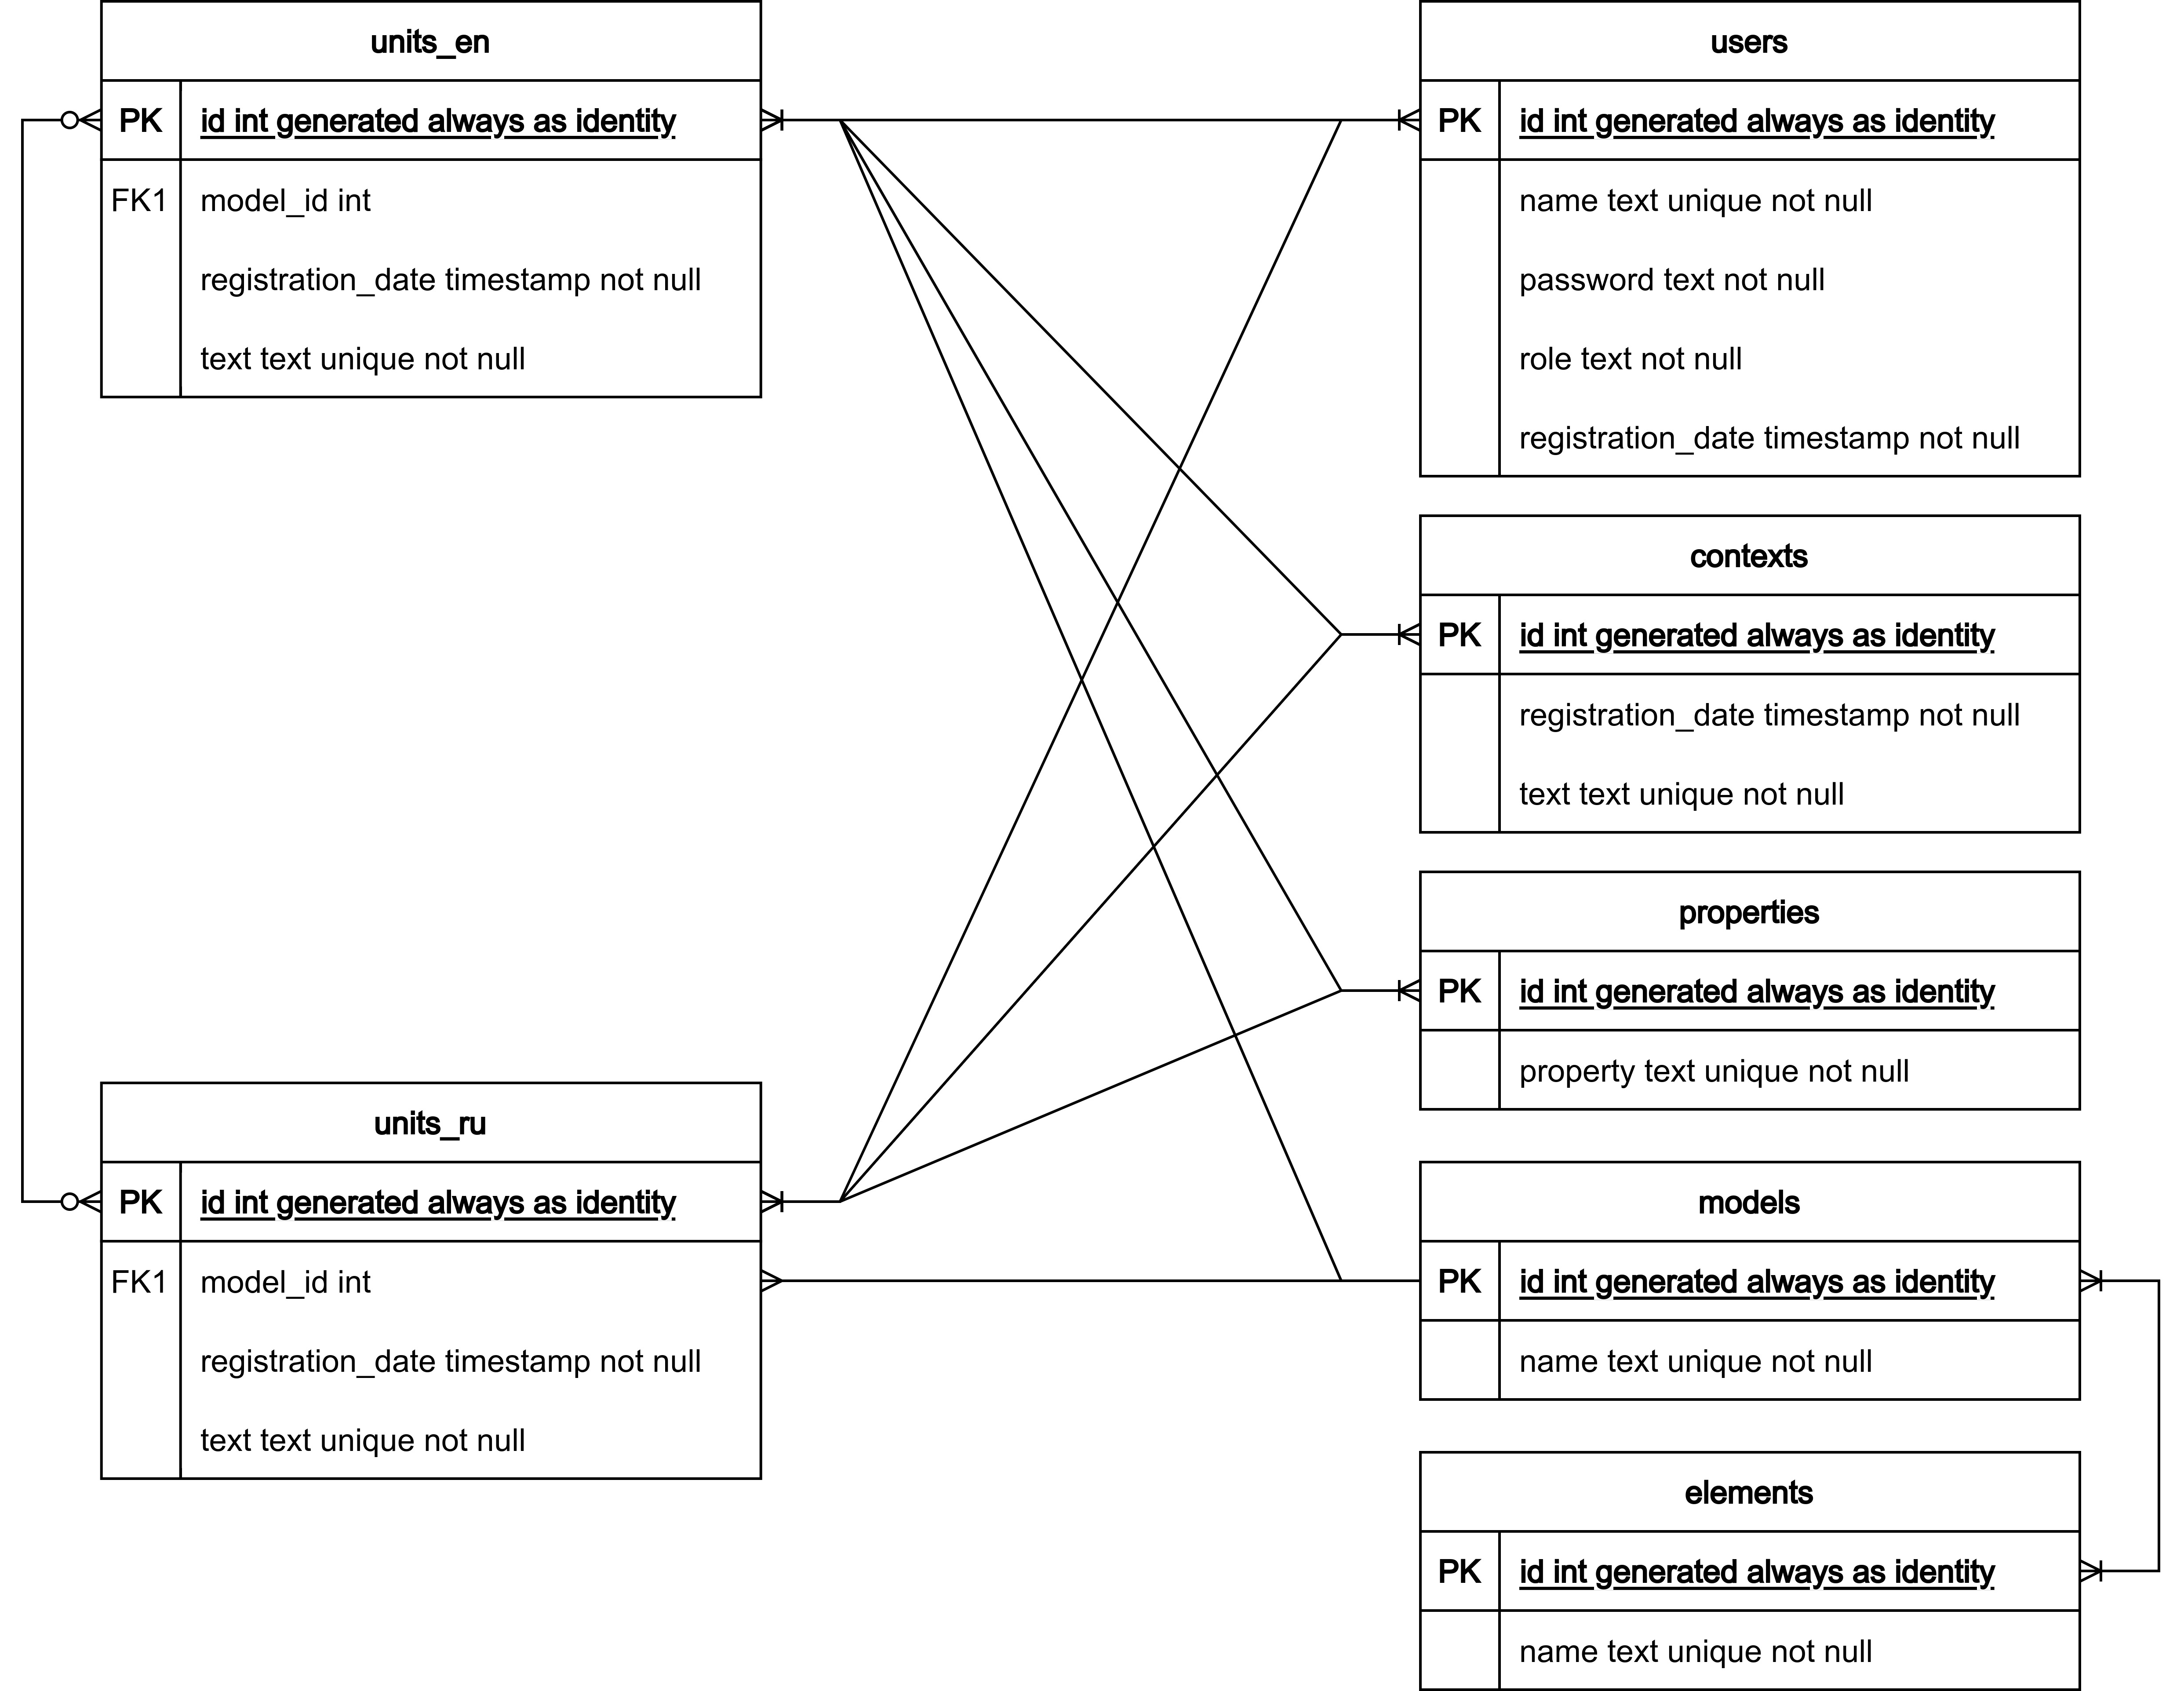 units_en
PK id int generated always as identity
FK1 model_id int
registration_date timestamp not null
text text unique not null
units_ru
PK id int generated always as identity
FK1 model_id int
registration_date timestamp not null
text text unique not null
users
PK id int generated always as identity
name text unique not null
password text not null
role text not null
registration_date timestamp not null
contexts
PK id int generated always as identity
registration_date timestamp not null
text text unique not null
properties
PK id int generated always as identity
property text unique not null
models
PK id int generated always as identity
name text unique not null
elements
PK id int generated always as identity
name text unique not null